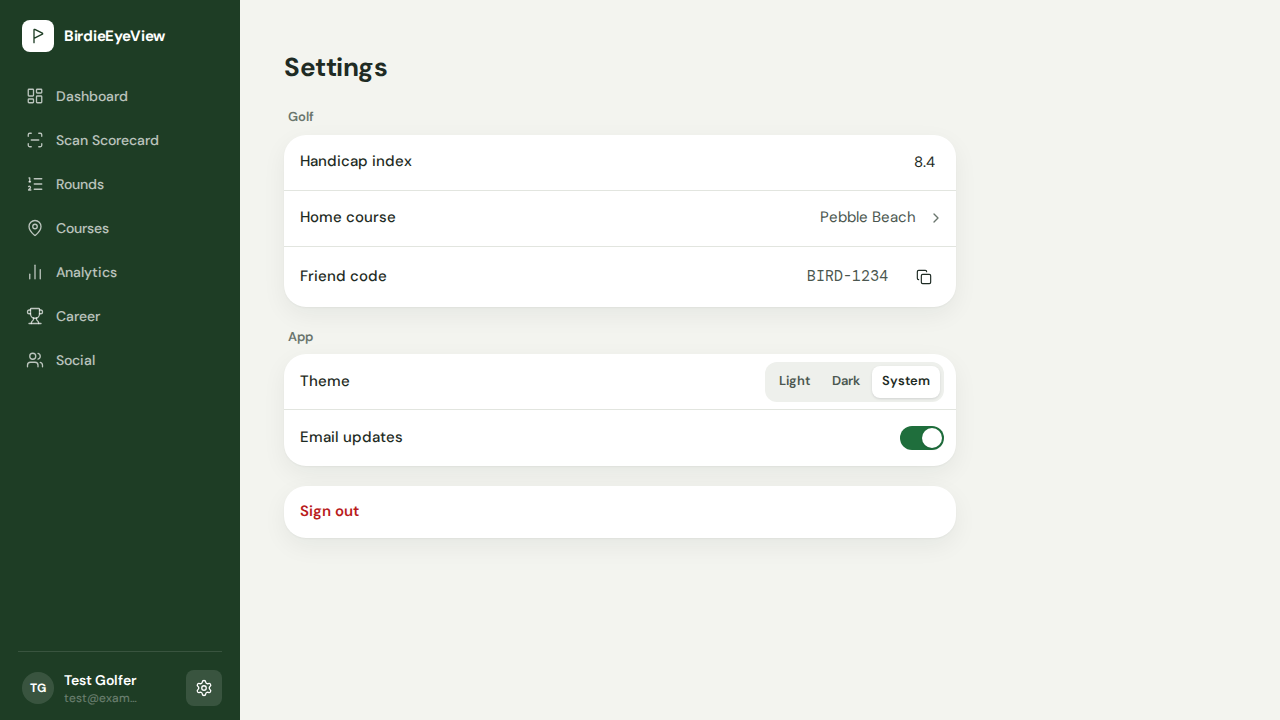 BirdieEyeView
Dashboard
Scan Scorecard
Rounds
Courses
Analytics
Career
Social
TG
Test Golfer
test@exam...
Settings
Golf
Handicap index 8.4
Home course Pebble Beach
Friend code BIRD-1234
App
Theme Light Dark System
Email updates
Sign out